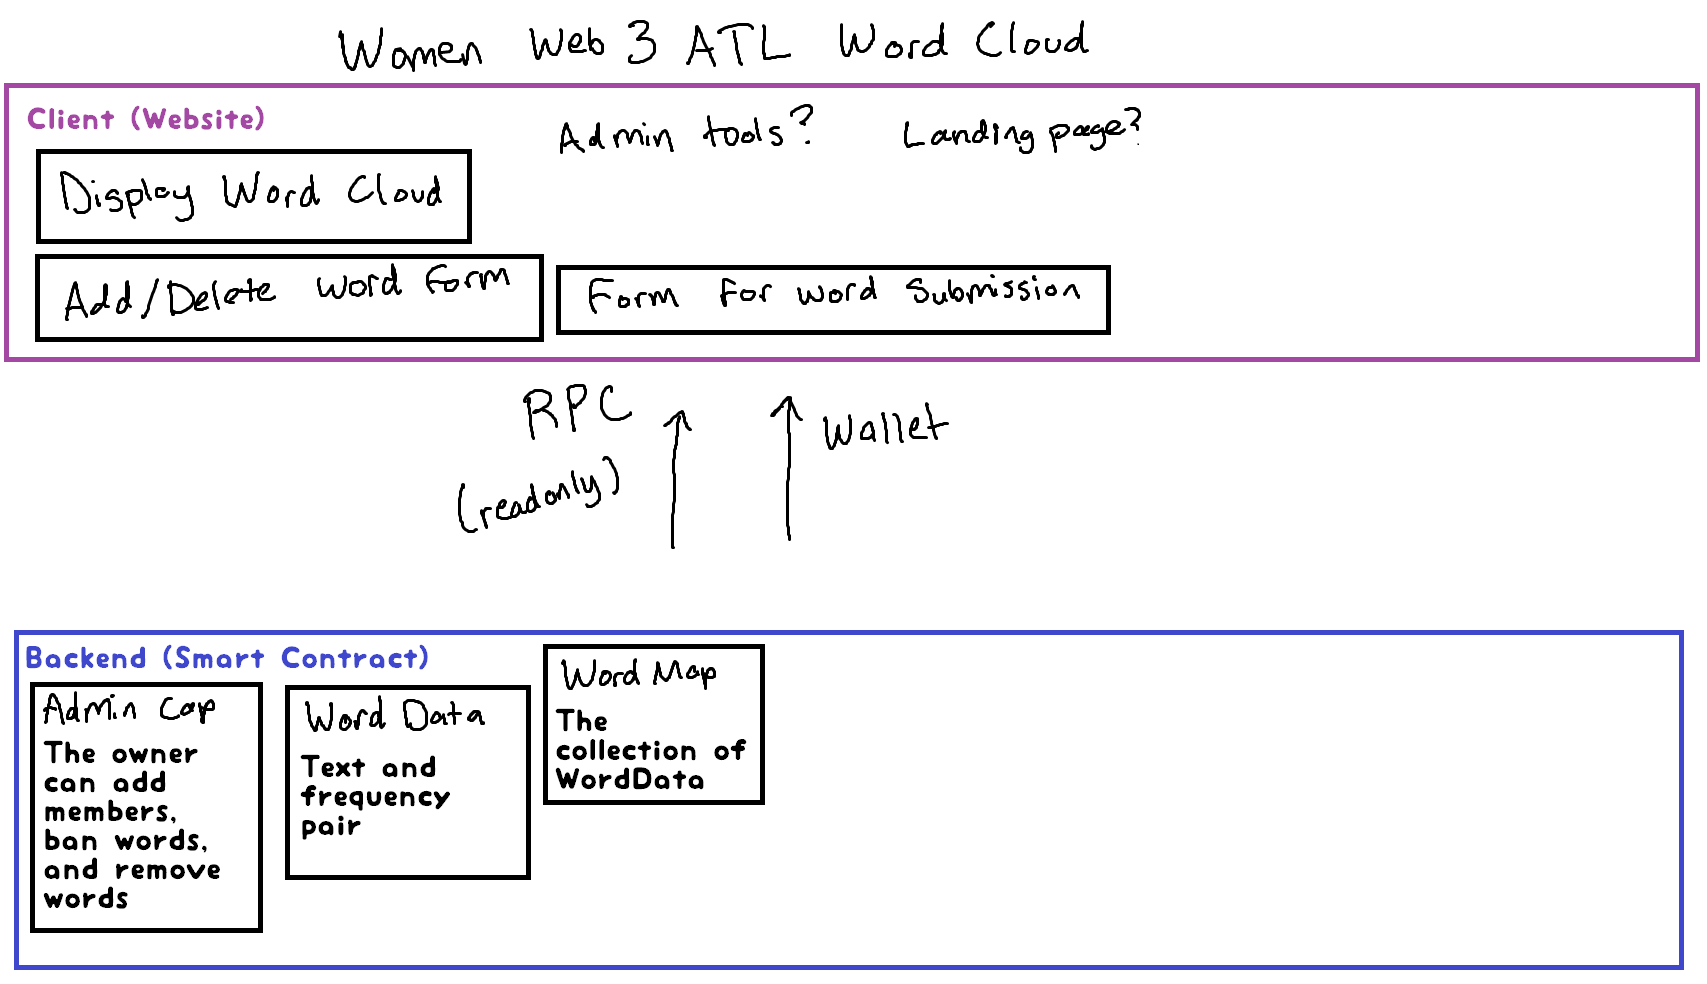 Women Web 3 ATL Word Cloud
Client (Website)
Admin tools?
Landing page?
Display Word Cloud
Add/Delete Word Form
Form For Word Submission
RPC
(readonly)
Wallet
Backend (Smart Contract)
Admin Cap
The owner
can add
members,
ban words,
and remove
words
Word Data
Text and
frequency
pair
Word Map
The
collection of
WordData